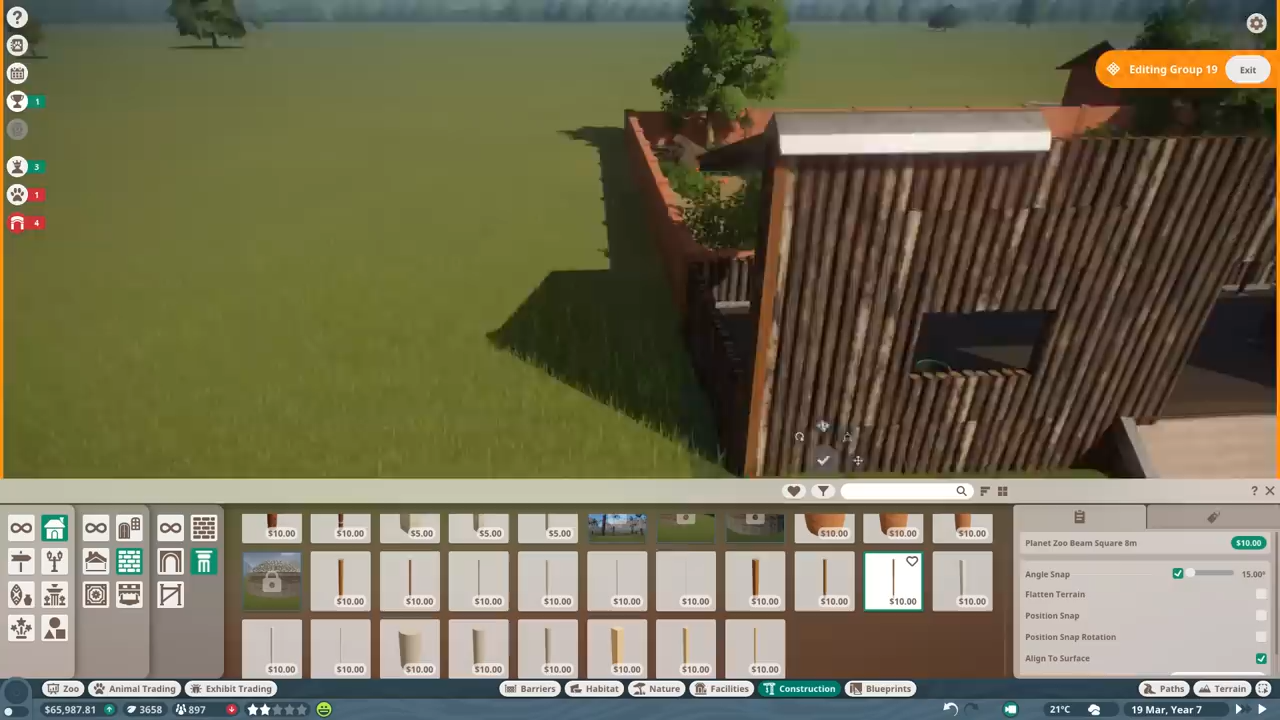 ?
Editing Group 19
Exit
1
3
1
4
? ×
$10.00 $10.00 $5.00 $5.00 $5.00 $10.00 $10.00 $10.00
$10.00 $10.00 $10.00 $10.00 $10.00 $10.00 $10.00 $10.00 $10.00 $10.00
$10.00 $10.00 $10.00 $10.00 $10.00 $10.00 $10.00 $10.00
Planet Zoo Beam Square 8m $10.00
Angle Snap 15.00°
Flatten Terrain
Position Snap
Position Snap Rotation
Align To Surface
Zoo Animal Trading Exhibit Trading Barriers Habitat Nature Facilities Construction Blueprints Paths Terrain
$65,987.81 3658 897 21°C 19 Mar, Year 7